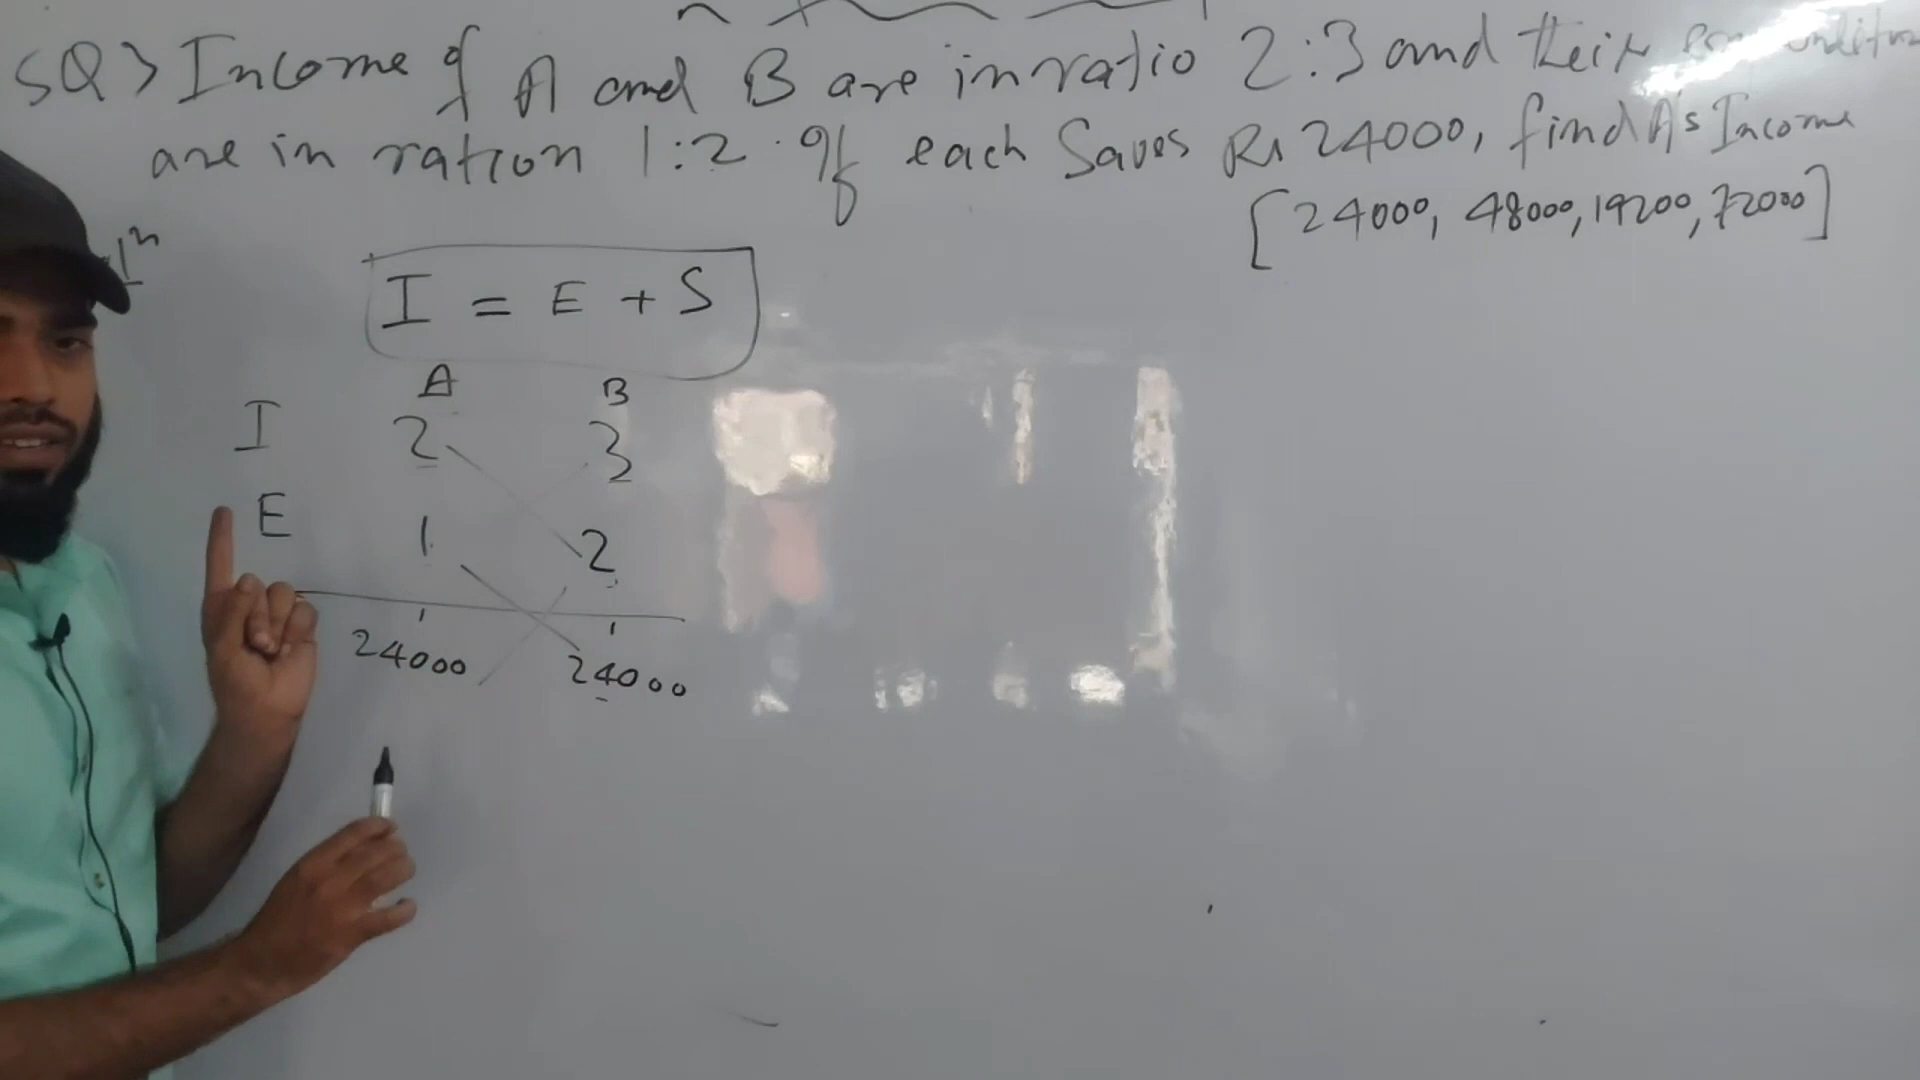 SQ> Income of A and B are in ratio 2:3 and their
are in ration 1:2. If each Saves Rs 24000, find A's Income
[24000, 48000, 19200, 72000]
I = E + S
A B
I 2 3
E 1 2
24000 24000